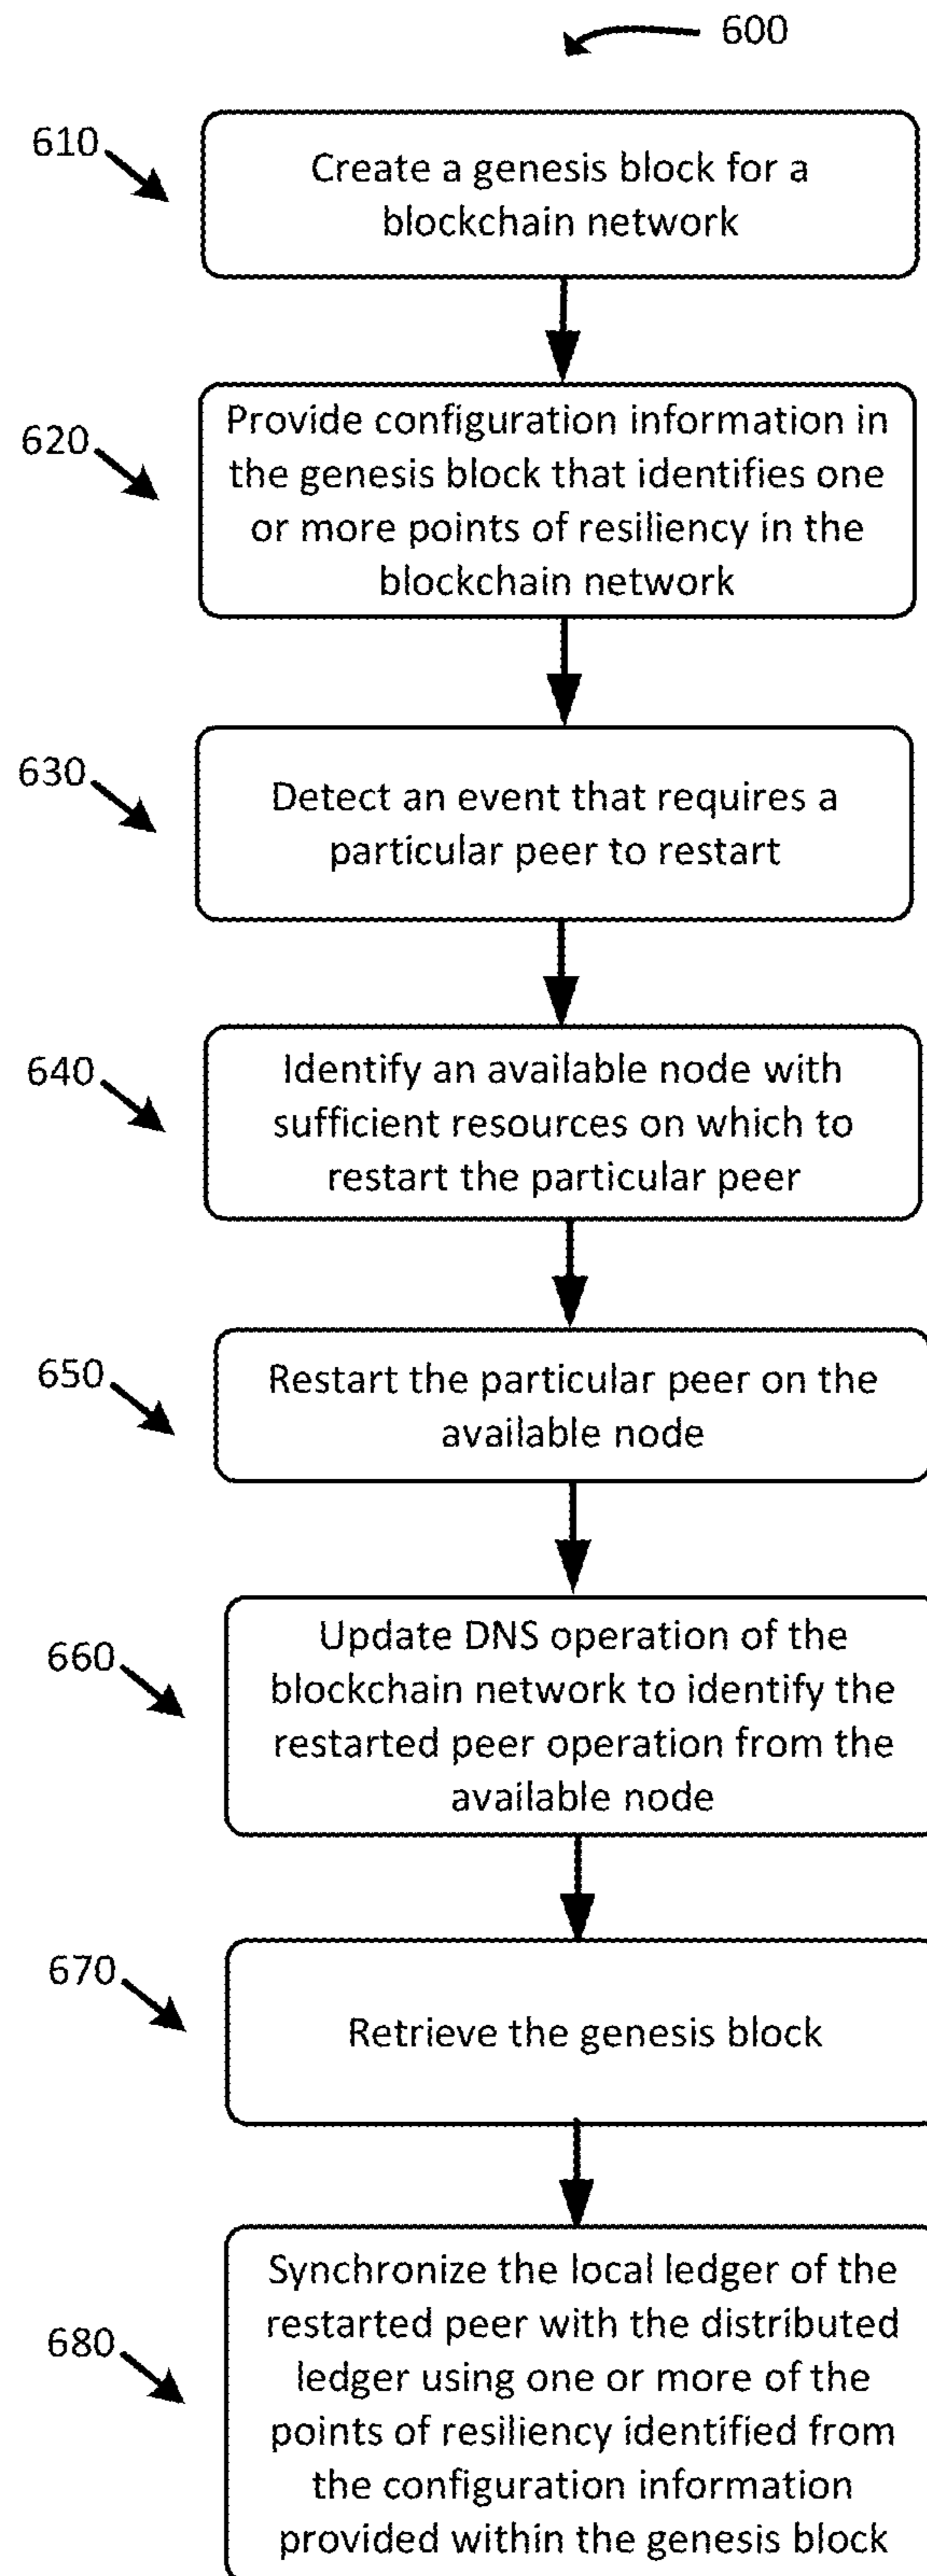 600
610
Create a genesis block for a
blockchain network
620
Provide configuration information in
the genesis block that identifies one
or more points of resiliency in the
blockchain network
630
Detect an event that requires a
particular peer to restart
640
Identify an available node with
sufficient resources on which to
restart the particular peer
650
Restart the particular peer on the
available node
660
Update DNS operation of the
blockchain network to identify the
restarted peer operation from the
available node
670
Retrieve the genesis block
680
Synchronize the local ledger of the
restarted peer with the distributed
ledger using one or more of the
points of resiliency identified from
the configuration information
provided within the genesis block